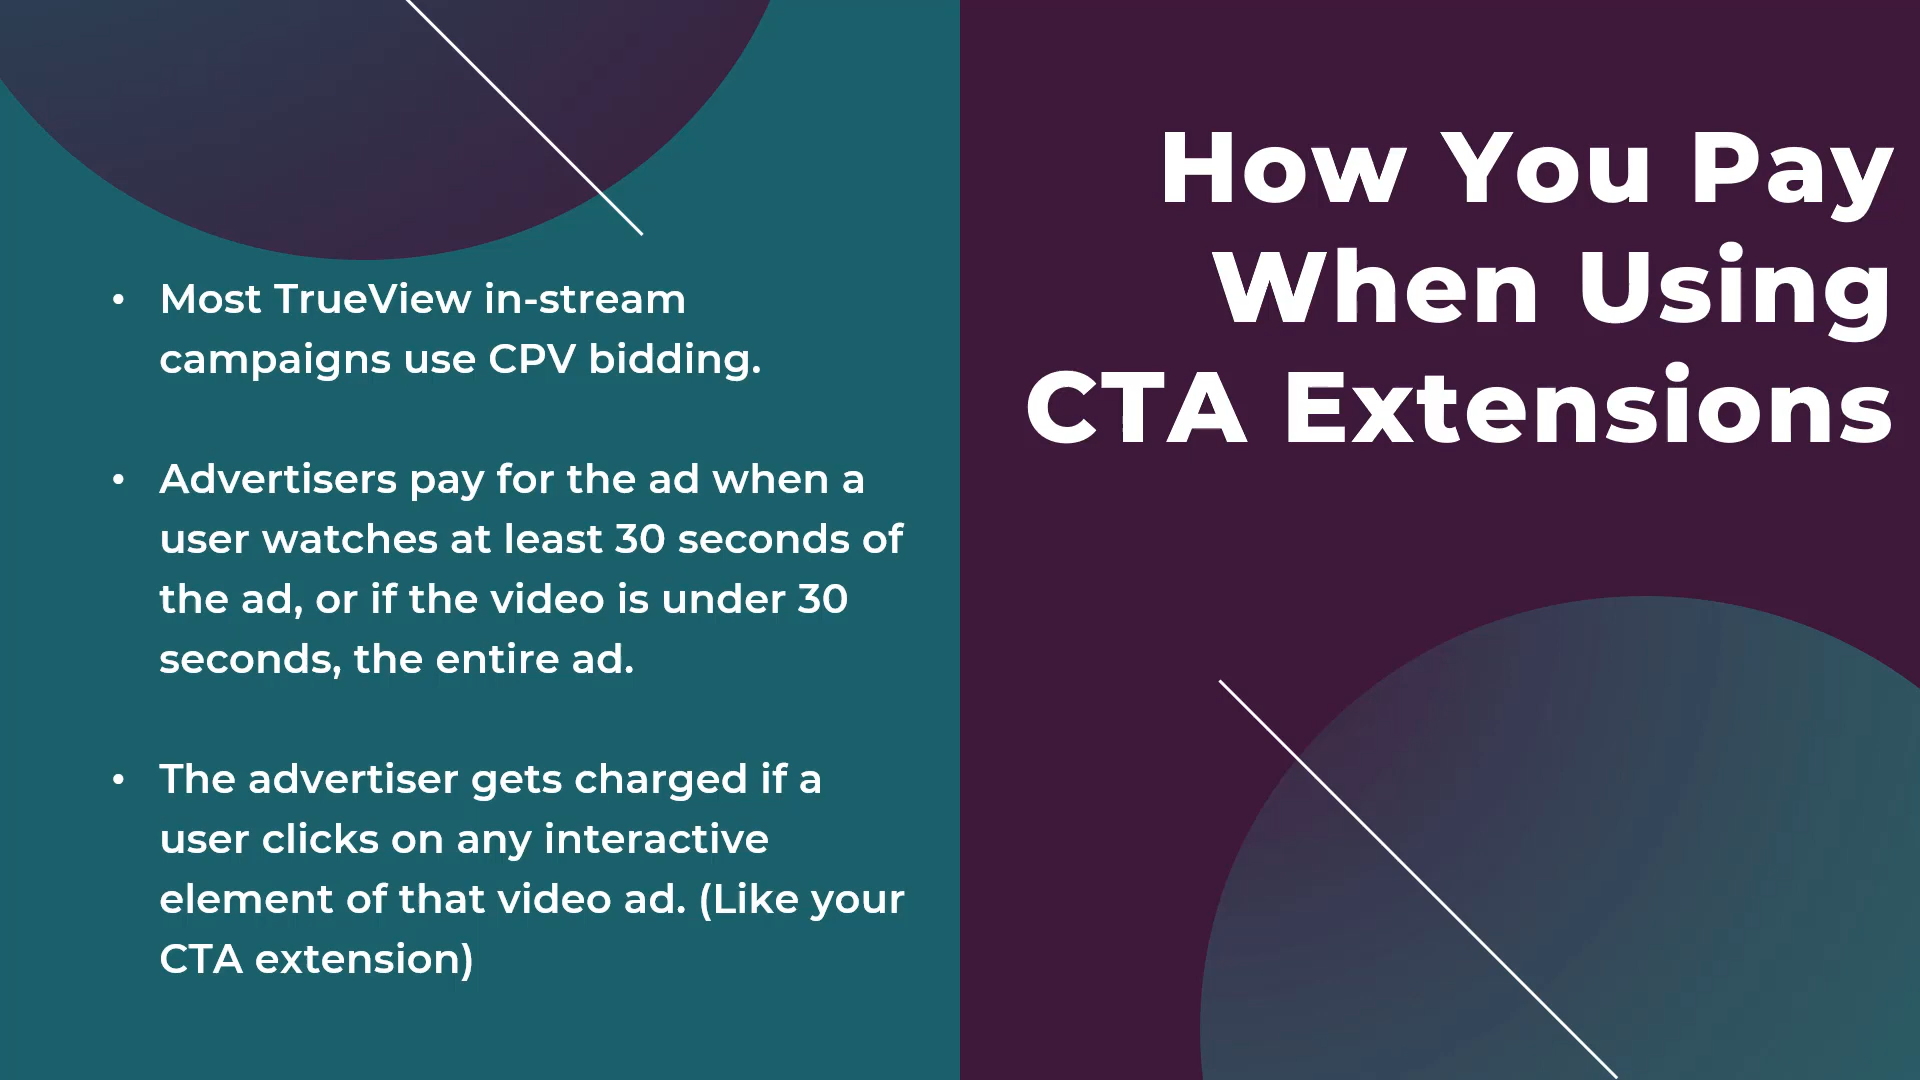 How You Pay
When Using
CTA Extensions
• Most TrueView in-stream
campaigns use CPV bidding.
• Advertisers pay for the ad when a
user watches at least 30 seconds of
the ad, or if the video is under 30
seconds, the entire ad.
• The advertiser gets charged if a
user clicks on any interactive
element of that video ad. (Like your
CTA extension)